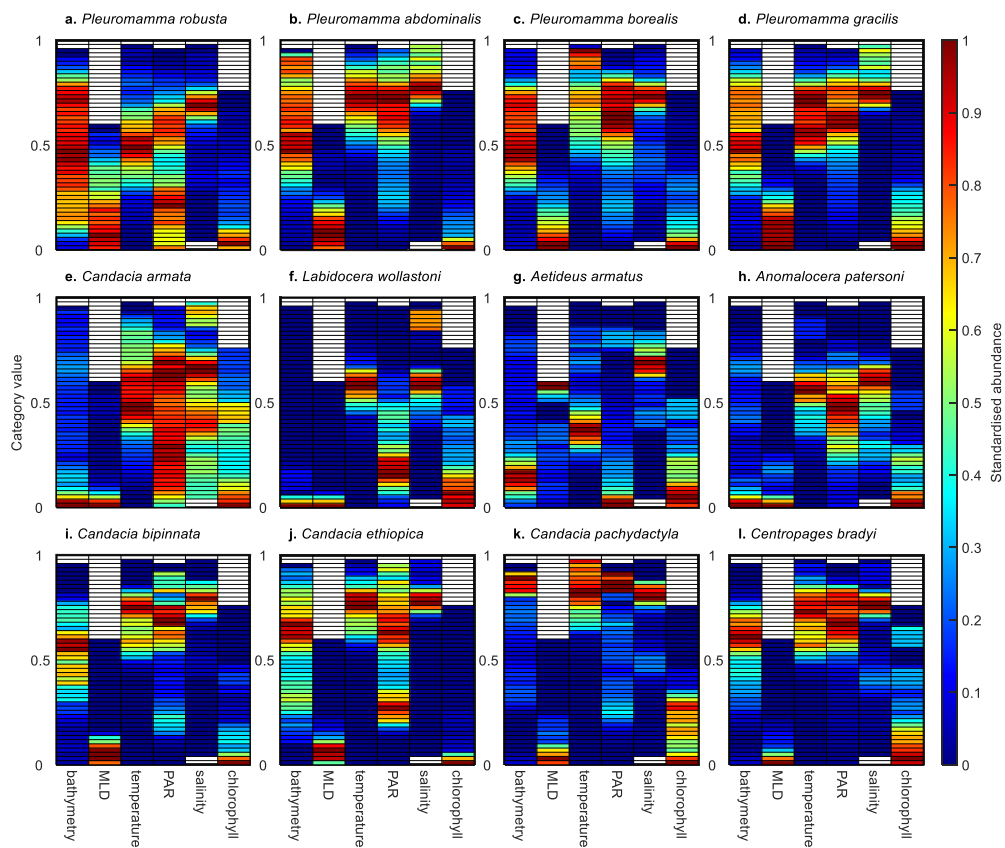 a. Pleuromamma robusta
b. Pleuromamma abdominalis
c. Pleuromamma borealis
d. Pleuromamma gracilis
1
0.5
0
1
0.5
0
1
0.5
0
1
0.5
0
e. Candacia armata
f. Labidocera wollastoni
g. Aetideus armatus
h. Anomalocera patersoni
1
0.5
0
1
0.5
0
1
0.5
0
1
0.5
0
Category value
i. Candacia bipinnata
j. Candacia ethiopica
k. Candacia pachydactyla
l. Centropages bradyi
1
0.5
0
1
0.5
0
1
0.5
0
1
0.5
0
bathymetry
MLD
temperature
PAR
salinity
chlorophyll
bathymetry
MLD
temperature
PAR
salinity
chlorophyll
bathymetry
MLD
temperature
PAR
salinity
chlorophyll
bathymetry
MLD
temperature
PAR
salinity
chlorophyll
1
0.9
0.8
0.7
0.6
0.5
0.4
0.3
0.2
0.1
0
Standardised abundance